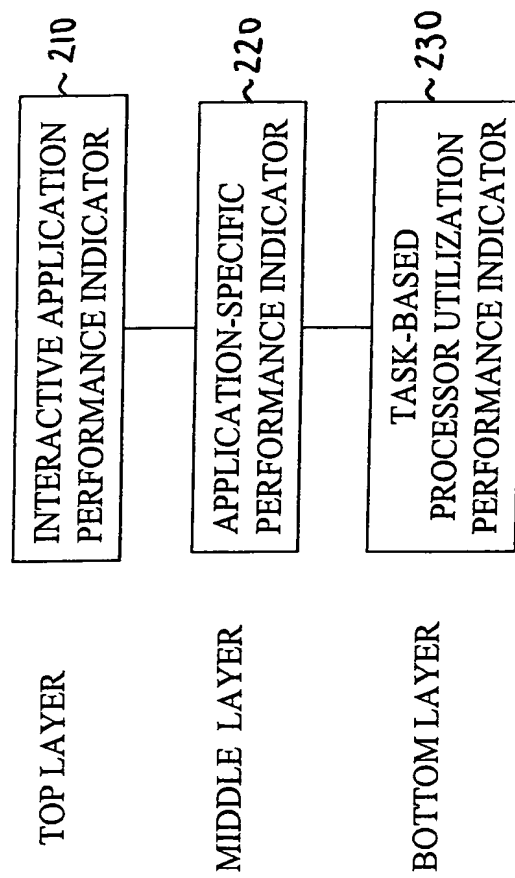 TOP LAYER
INTERACTIVE APPLICATION
PERFORMANCE INDICATOR
~210
MIDDLE LAYER
APPLICATION-SPECIFIC
PERFORMANCE INDICATOR
~220
BOTTOM LAYER
TASK-BASED
PROCESSOR UTILIZATION
PERFORMANCE INDICATOR
~230